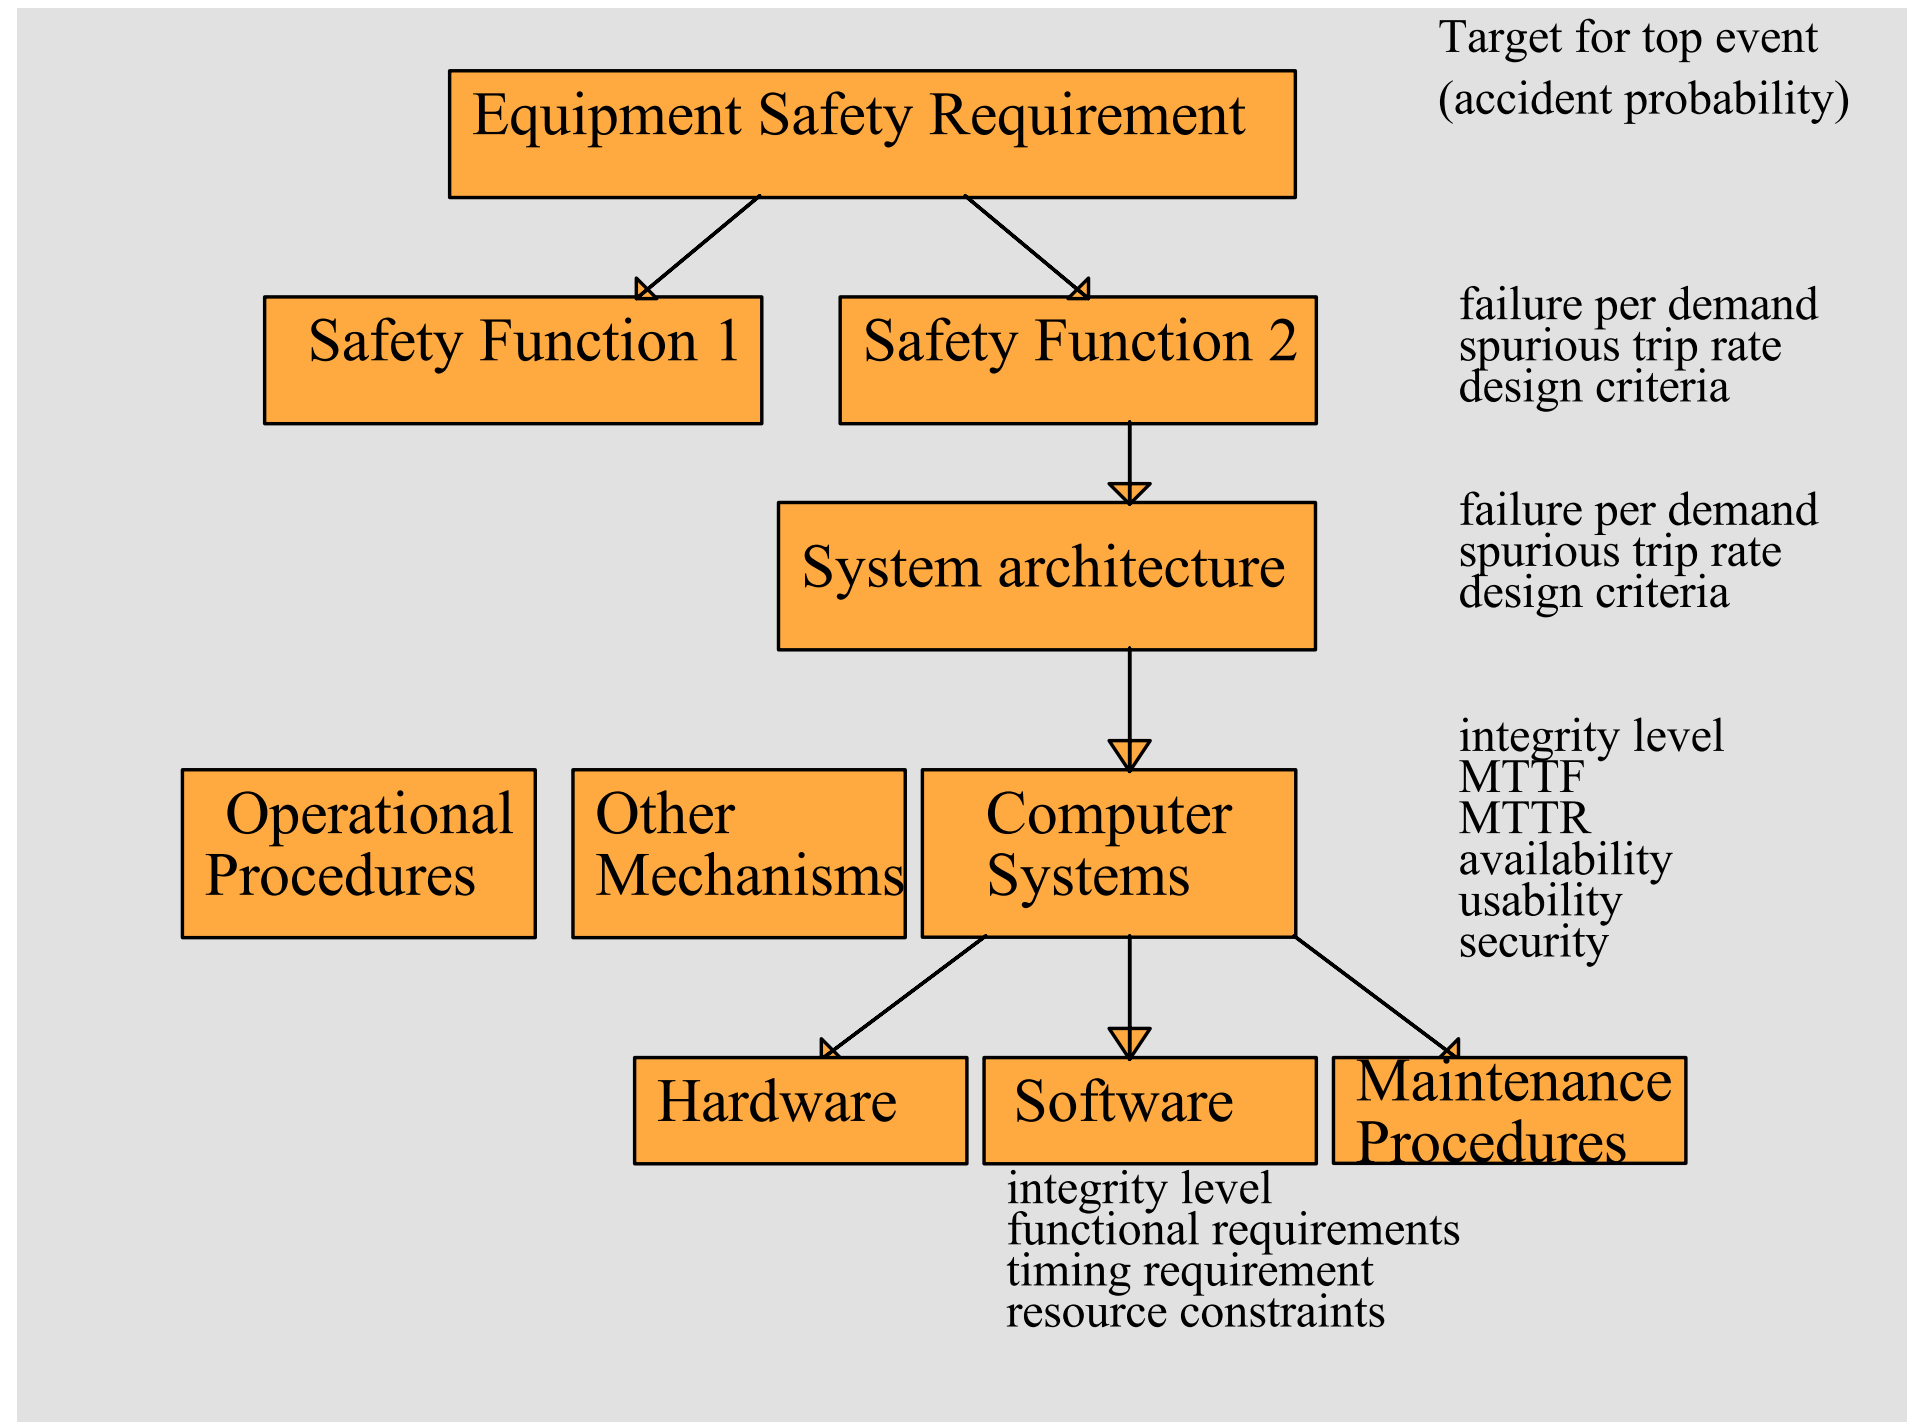 Target for top event
(accident probability)
Equipment Safety Requirement
Safety Function 1
Safety Function 2
failure per demand
spurious trip rate
design criteria
System architecture
failure per demand
spurious trip rate
design criteria
Operational
Procedures
Other
Mechanisms
Computer
Systems
integrity level
MTTF
MTTR
availability
usability
security
Hardware
Software
Maintenance
Procedures
integrity level
functional requirements
timing requirement
resource constraints